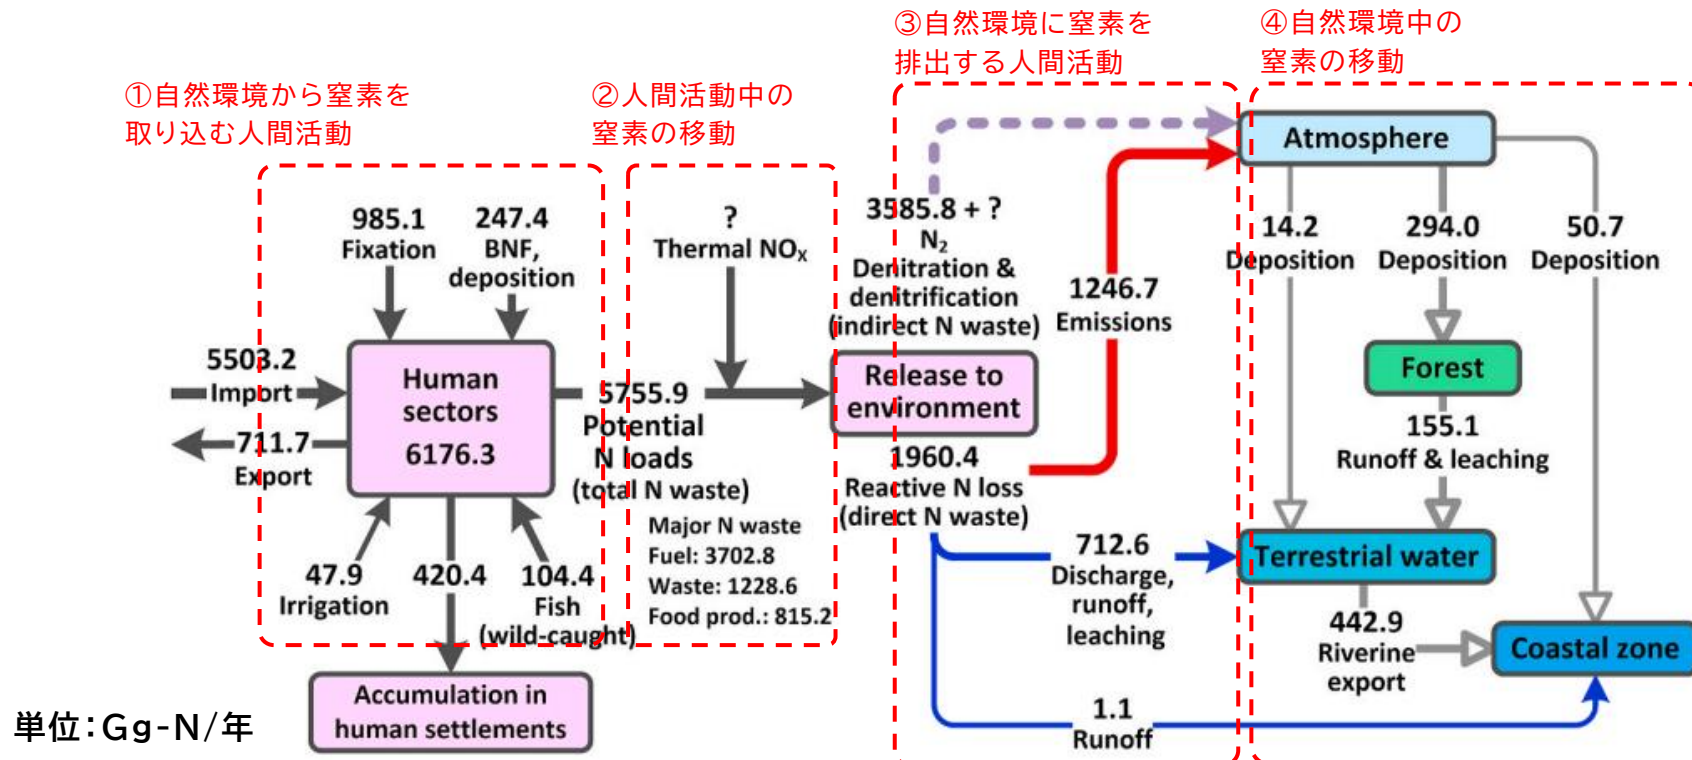 ①自然環境から窒素を
取り込む人間活動
②人間活動中の
窒素の移動
③自然環境に窒素を
排出する人間活動
④自然環境中の
窒素の移動
985.1
Fixation
247.4
BNF,
deposition
5503.2
Import
711.7
Export
Human
sectors
6176.3
47.9
Irrigation
420.4
104.4
Fish
(wild-caught)
Accumulation in
human settlements
単位:Gg-N/年
?
Thermal NOx
5755.9
Potential
N loads
(total N waste)
Major N waste
Fuel: 3702.8
Waste: 1228.6
Food prod.: 815.2
3585.8 + ?
N2
Denitration &
denitrification
(indirect N waste)
Release to
environment
1960.4
Reactive N loss
(direct N waste)
1246.7
Emissions
712.6
Discharge,
runoff,
leaching
1.1
Runoff
Atmosphere
14.2
Deposition
294.0
Deposition
50.7
Deposition
Forest
155.1
Runoff & leaching
Terrestrial water
442.9
Riverine
export
Coastal zone